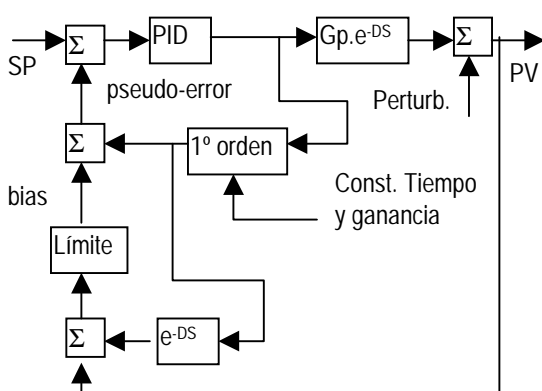 Σ
PID
Gp.e-DS
Σ
SP
PV
pseudo-error
Perturb.
Σ
1º orden
bias
Const. Tiempo
y ganancia
Límite
Σ
e-DS